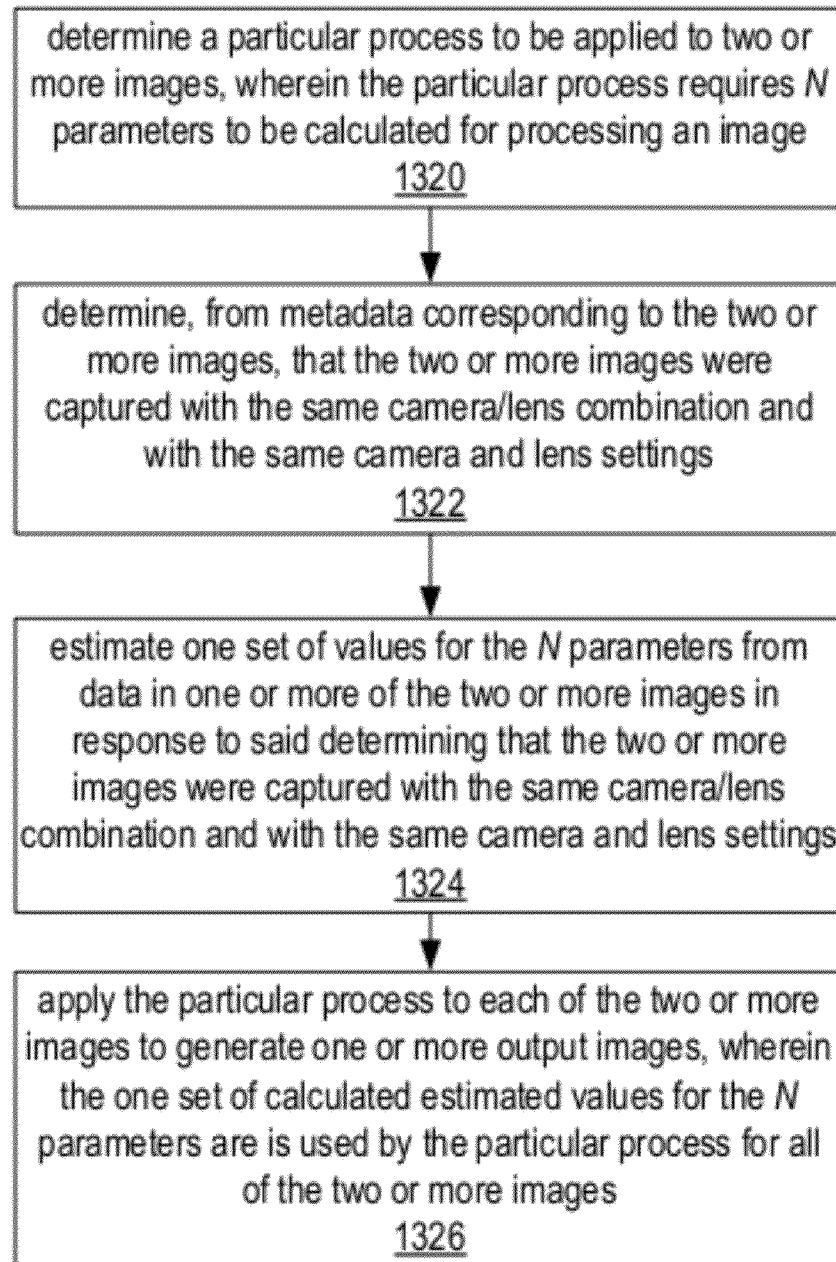 determine a particular process to be applied to two or
more images, wherein the particular process requires N
parameters to be calculated for processing an image
1320
determine, from metadata corresponding to the two or
more images, that the two or more images were
captured with the same camera/lens combination and
with the same camera and lens settings
1322
estimate one set of values for the N parameters from
data in one or more of the two or more images in
response to said determining that the two or more
images were captured with the same camera/lens
combination and with the same camera and lens settings
1324
apply the particular process to each of the two or more
images to generate one or more output images, wherein
the one set of calculated estimated values for the N
parameters are is used by the particular process for all
of the two or more images
1326